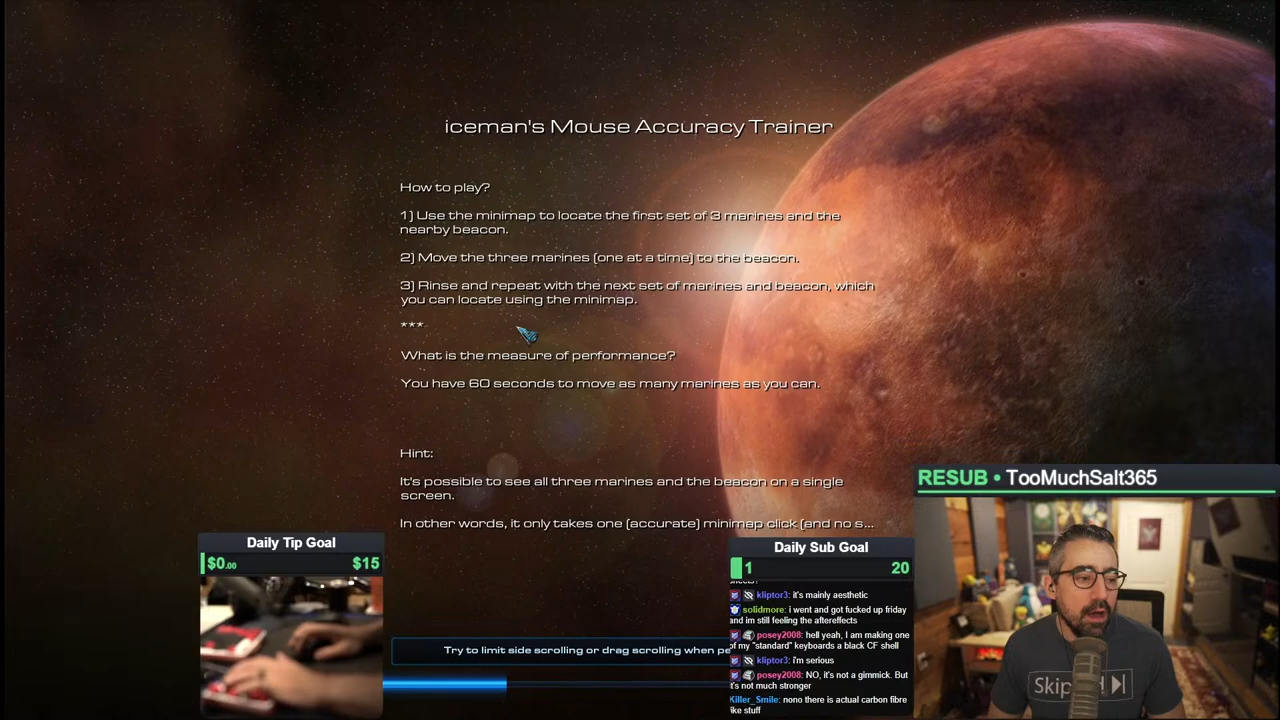 iceman's Mouse Accuracy Trainer
How to play?
1) Use the minimap to locate the first set of 3 marines and the
nearby beacon.
2) Move the three marines (one at a time) to the beacon.
3) Rinse and repeat with the next set of marines and beacon, which
you can locate using the minimap.
***
What is the measure of performance?
You have 60 seconds to move as many marines as you can.
Hint:
It's possible to see all three marines and the beacon on a single
screen.
In other words, it only takes one (accurate) minimap click (and no s...
Try to limit side scrolling or drag scrolling when pe
Daily Tip Goal
$0.00 $15
RESUB • TooMuchSalt365
Daily Sub Goal
1 20
kliptor3: it's mainly aesthetic
solidmore: i went and got fucked up friday
and im still feeling the aftereffects
posey2008: hell yeah, I am making one
of my "standard" keyboards a black CF shell
kliptor3: i'm serious
posey2008: NO, it's not a gimmick. But
it's not much stronger
Killer_Smile: nono there is actual carbon fibre
like stuff
Skip